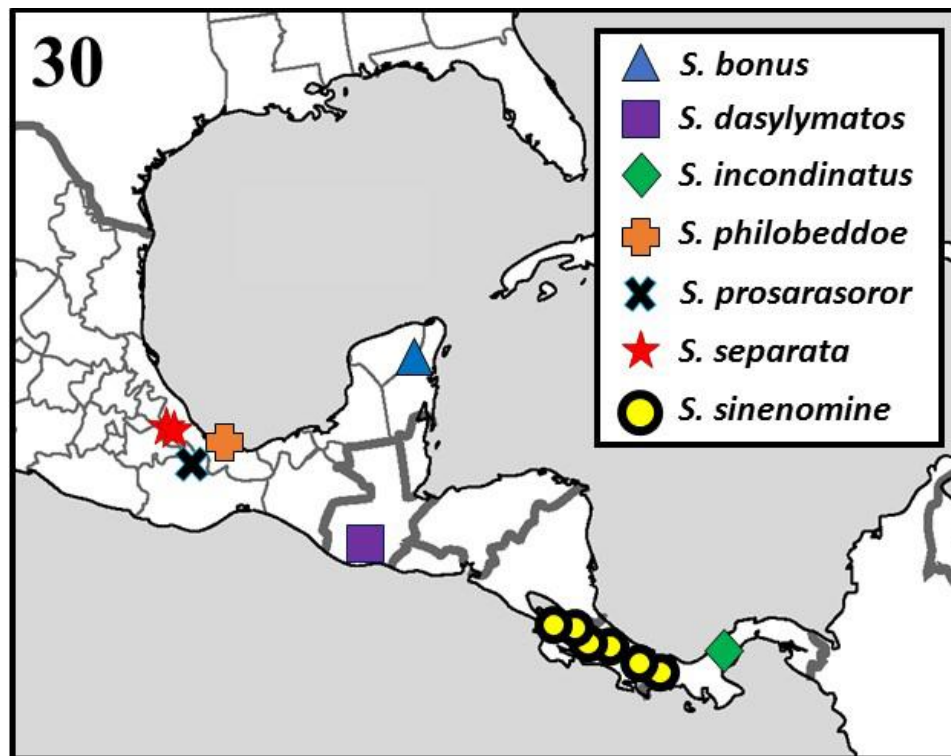 30
S. bonus
S. dasylymatos
S. incondinatus
S. philobeddoe
S. prosarasoror
S. separata
S. sinenomine